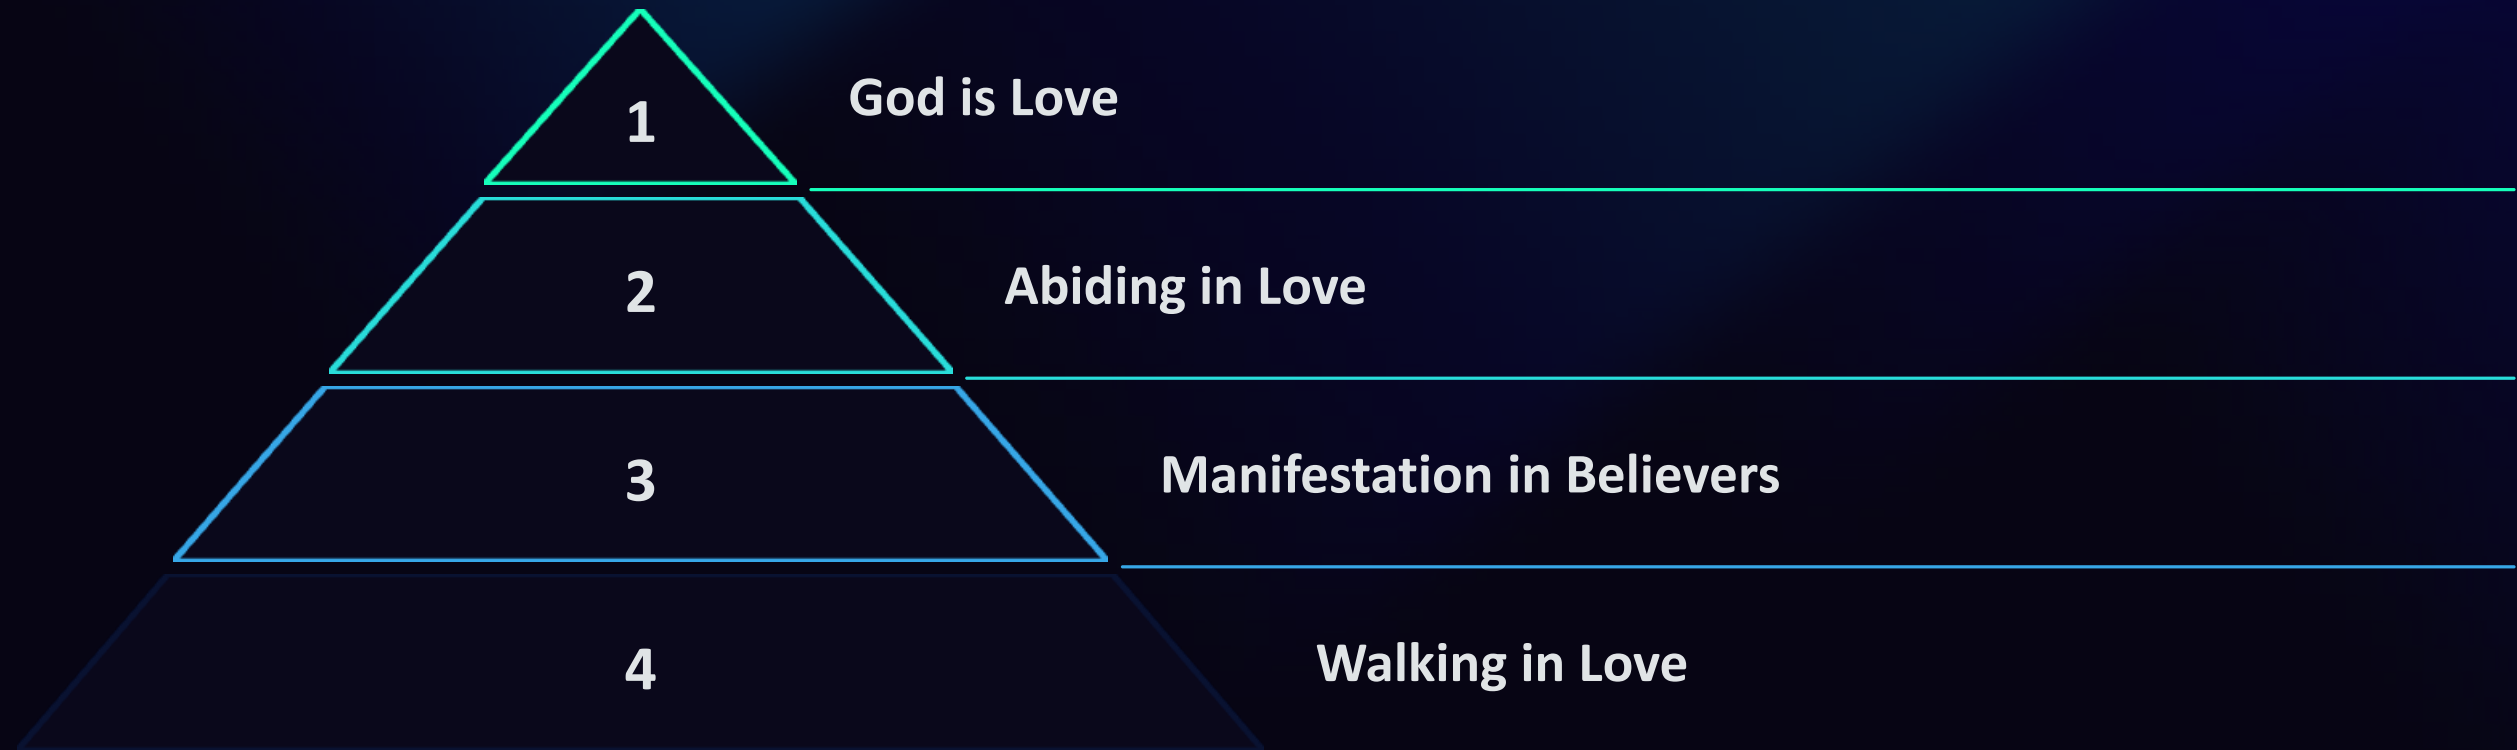 1
God is Love
2
Abiding in Love
3
Manifestation in Believers
4
Walking in Love